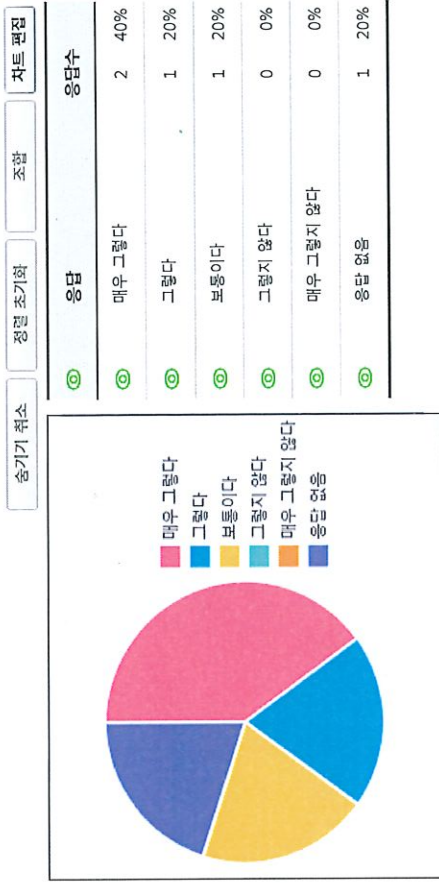 숨기기 취소 정렬 초기화 조합 차트 편집
매우 그렇다
그렇다
보통이다
그렇지 않다
매우 그렇지 않다
응답 없음
응답 응답수
매우 그렇다 2 40%
그렇다 1 20%
보통이다 1 20%
그렇지 않다 0 0%
매우 그렇지 않다 0 0%
응답 없음 1 20%